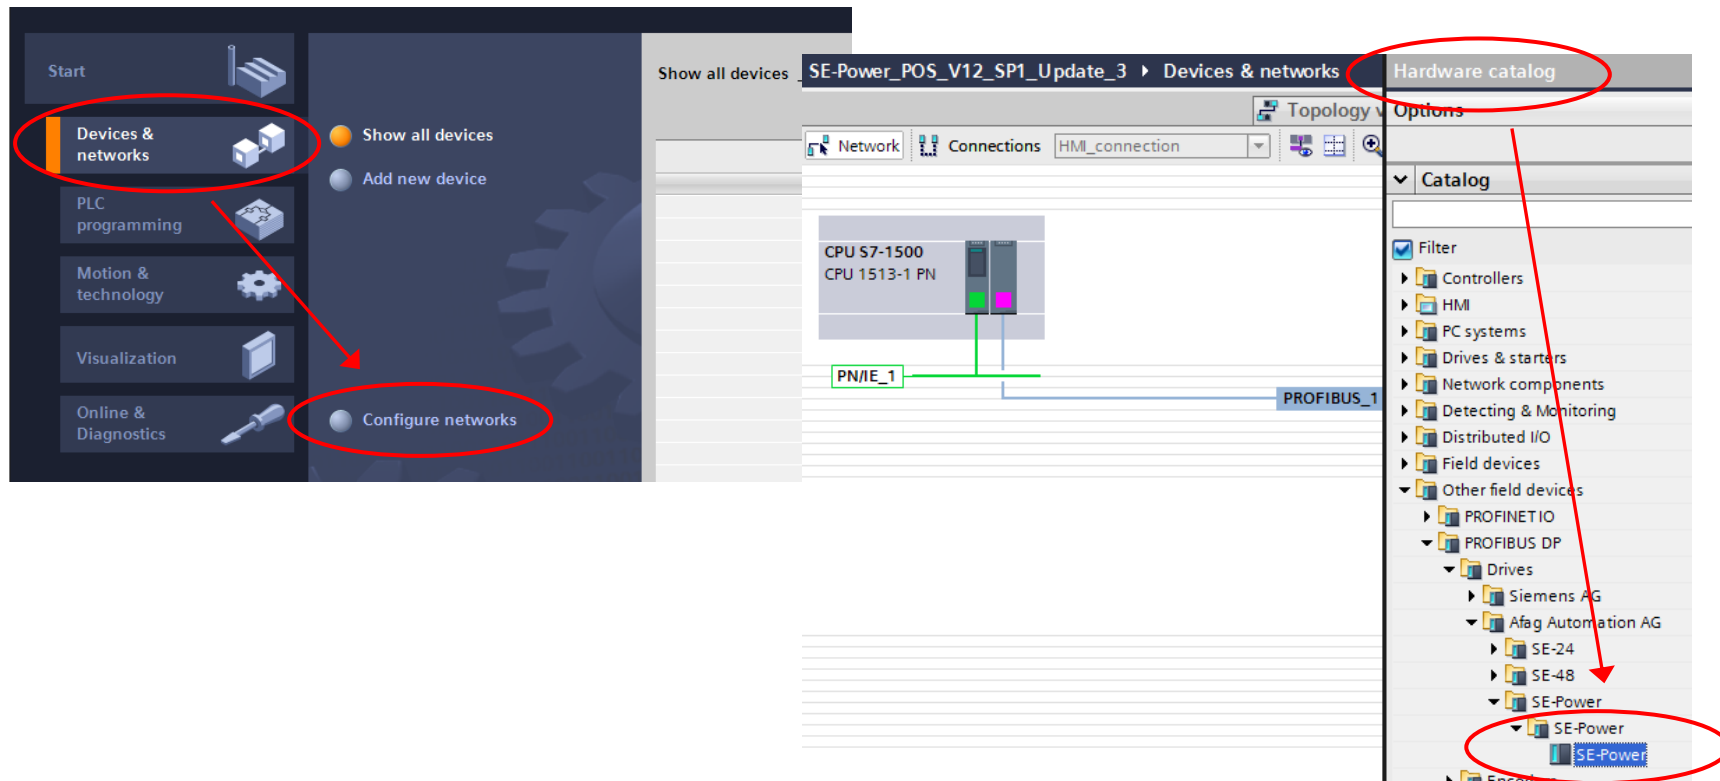 Start
Devices &
networks
PLC
programming
Motion &
technology
Visualization
Online &
Diagnostics
Show all devices
Add new device
Configure networks
Show all devices
SE-Power_POS_V12_SP1_Update_3 ▸ Devices & networks
Topology v
Network
Connections
HMI_connection
CPU S7-1500
CPU 1513-1 PN
PN/IE_1
PROFIBUS_1
Hardware catalog
Options
Catalog
Filter
Controllers
HMI
PC systems
Drives & starters
Network components
Detecting & Monitoring
Distributed I/O
Field devices
Other field devices
PROFINET IO
PROFIBUS DP
Drives
Siemens AG
Afag Automation AG
SE-24
SE-48
SE-Power
SE-Power
SE-Power